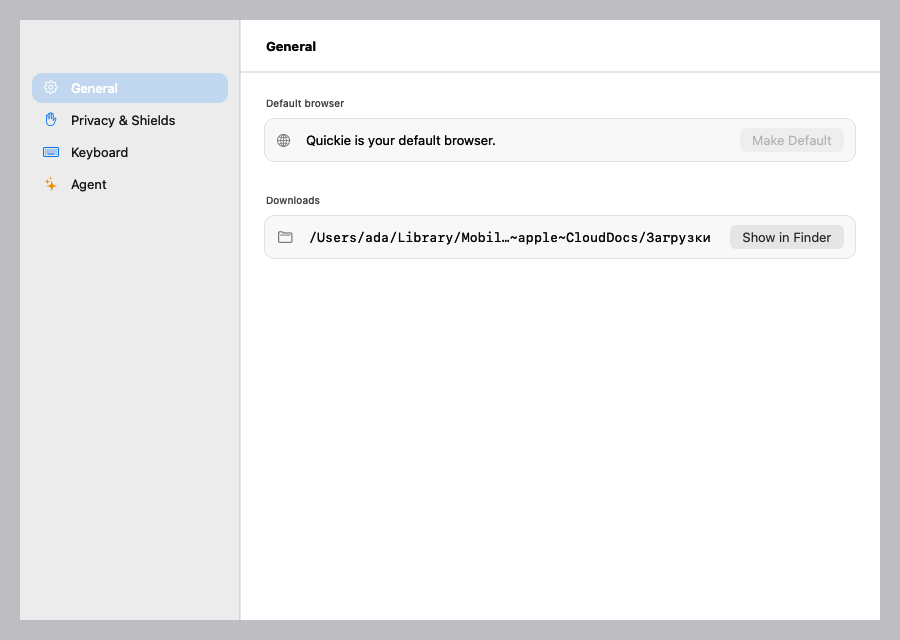 General
Privacy & Shields
Keyboard
Agent
General
Default browser
Quickie is your default browser.
Make Default
Downloads
/Users/ada/Library/Mobil…~apple~CloudDocs/Загрузки
Show in Finder